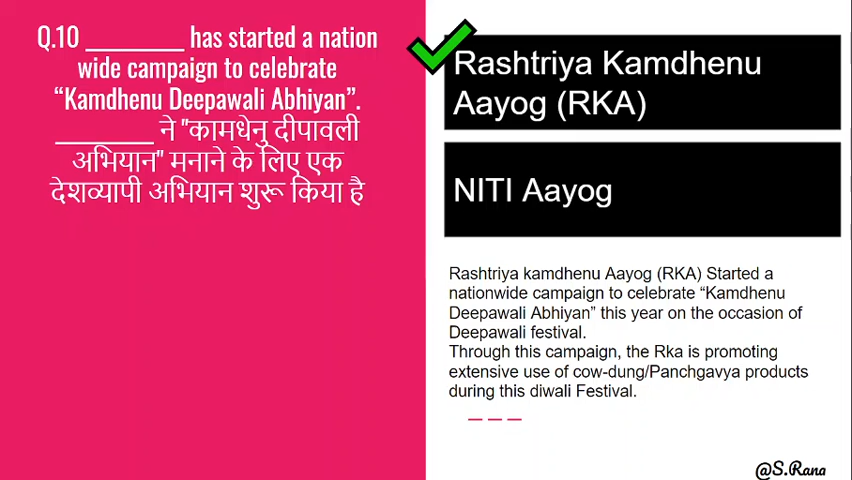 Q.10 ________ has started a nation
wide campaign to celebrate
“Kamdhenu Deepawali Abhiyan”.
________ ने "कामधेनु दीपावली
अभियान" मनाने के लिए एक
देशव्यापी अभियान शुरू किया है
Rashtriya Kamdhenu
Aayog (RKA)
NITI Aayog
Rashtriya kamdhenu Aayog (RKA) Started a
nationwide campaign to celebrate “Kamdhenu
Deepawali Abhiyan” this year on the occasion of
Deepawali festival.
Through this campaign, the Rka is promoting
extensive use of cow-dung/Panchgavya products
during this diwali Festival.
@S.Rana